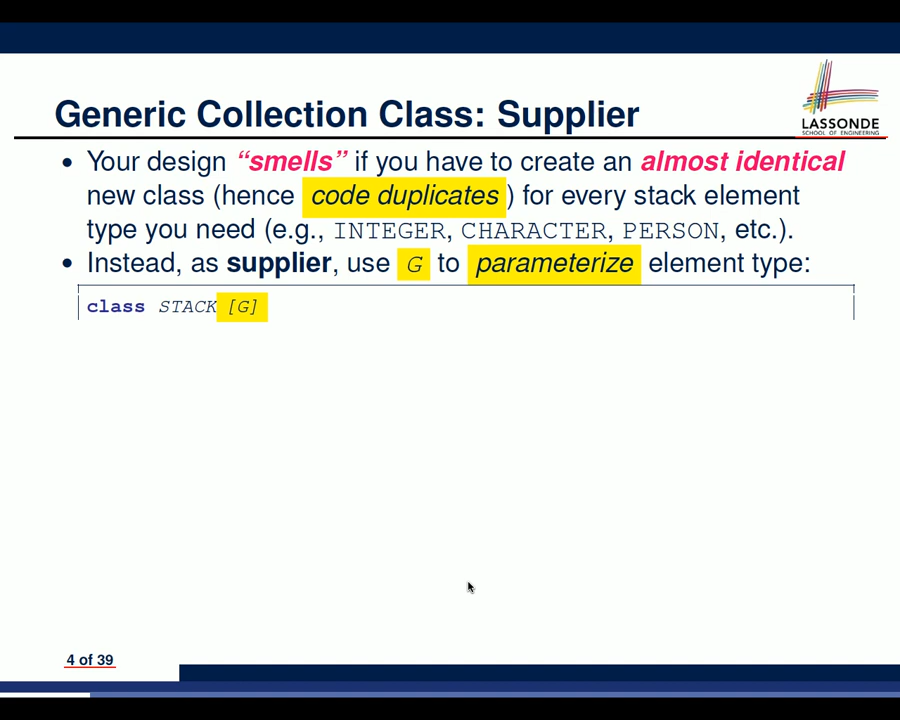 Generic Collection Class: Supplier
LASSONDE
SCHOOL OF ENGINEERING
• Your design “smells” if you have to create an almost identical
new class (hence code duplicates ) for every stack element
type you need (e.g., INTEGER, CHARACTER, PERSON, etc.).
• Instead, as supplier, use G to parameterize element type:
class STACK [G]
4 of 39